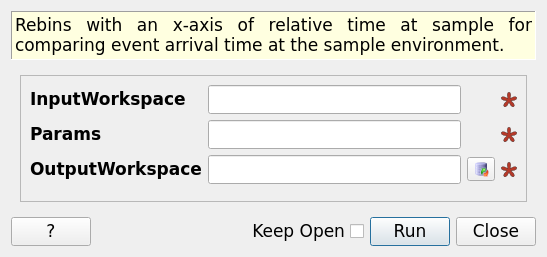 Rebins with an x-axis of relative time at sample for
comparing event arrival time at the sample environment.
InputWorkspace
Params
OutputWorkspace
? Keep Open Run Close